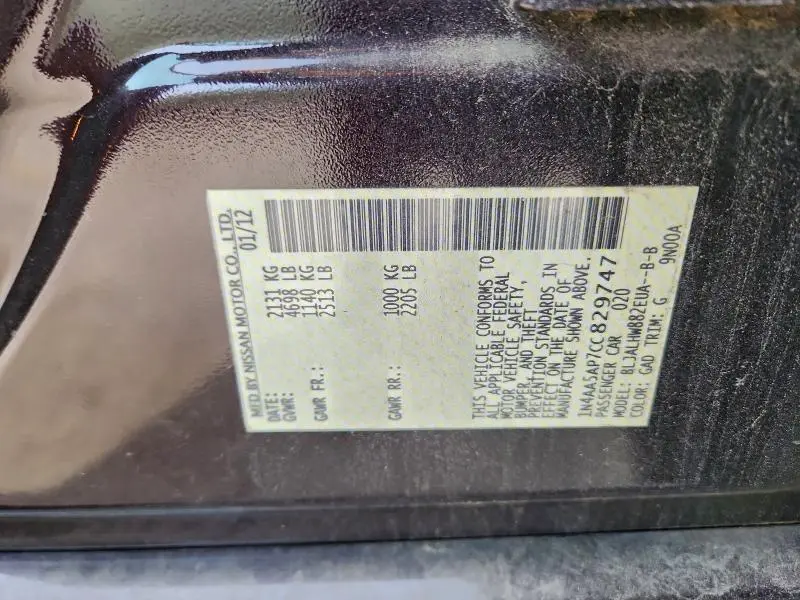 MFD BY NISSAN MOTOR CO., LTD.
DATE: 01/12
GVWR: 2131 KG
4698 LB
GAWR FR: 1140 KG
2513 LB
GAWR RR: 1000 KG
2205 LB
THIS VEHICLE CONFORMS TO
ALL APPLICABLE FEDERAL
MOTOR VEHICLE SAFETY,
BUMPER, AND THEFT
PREVENTION STANDARDS IN
EFFECT ON THE DATE OF
MANUFACTURE SHOWN ABOVE.
1N4AA5AP7CC829747
PASSENGER CAR 020
MODEL: BLJALHW882EUA--B-B
COLOR: GAD TRIM: G 9N00A